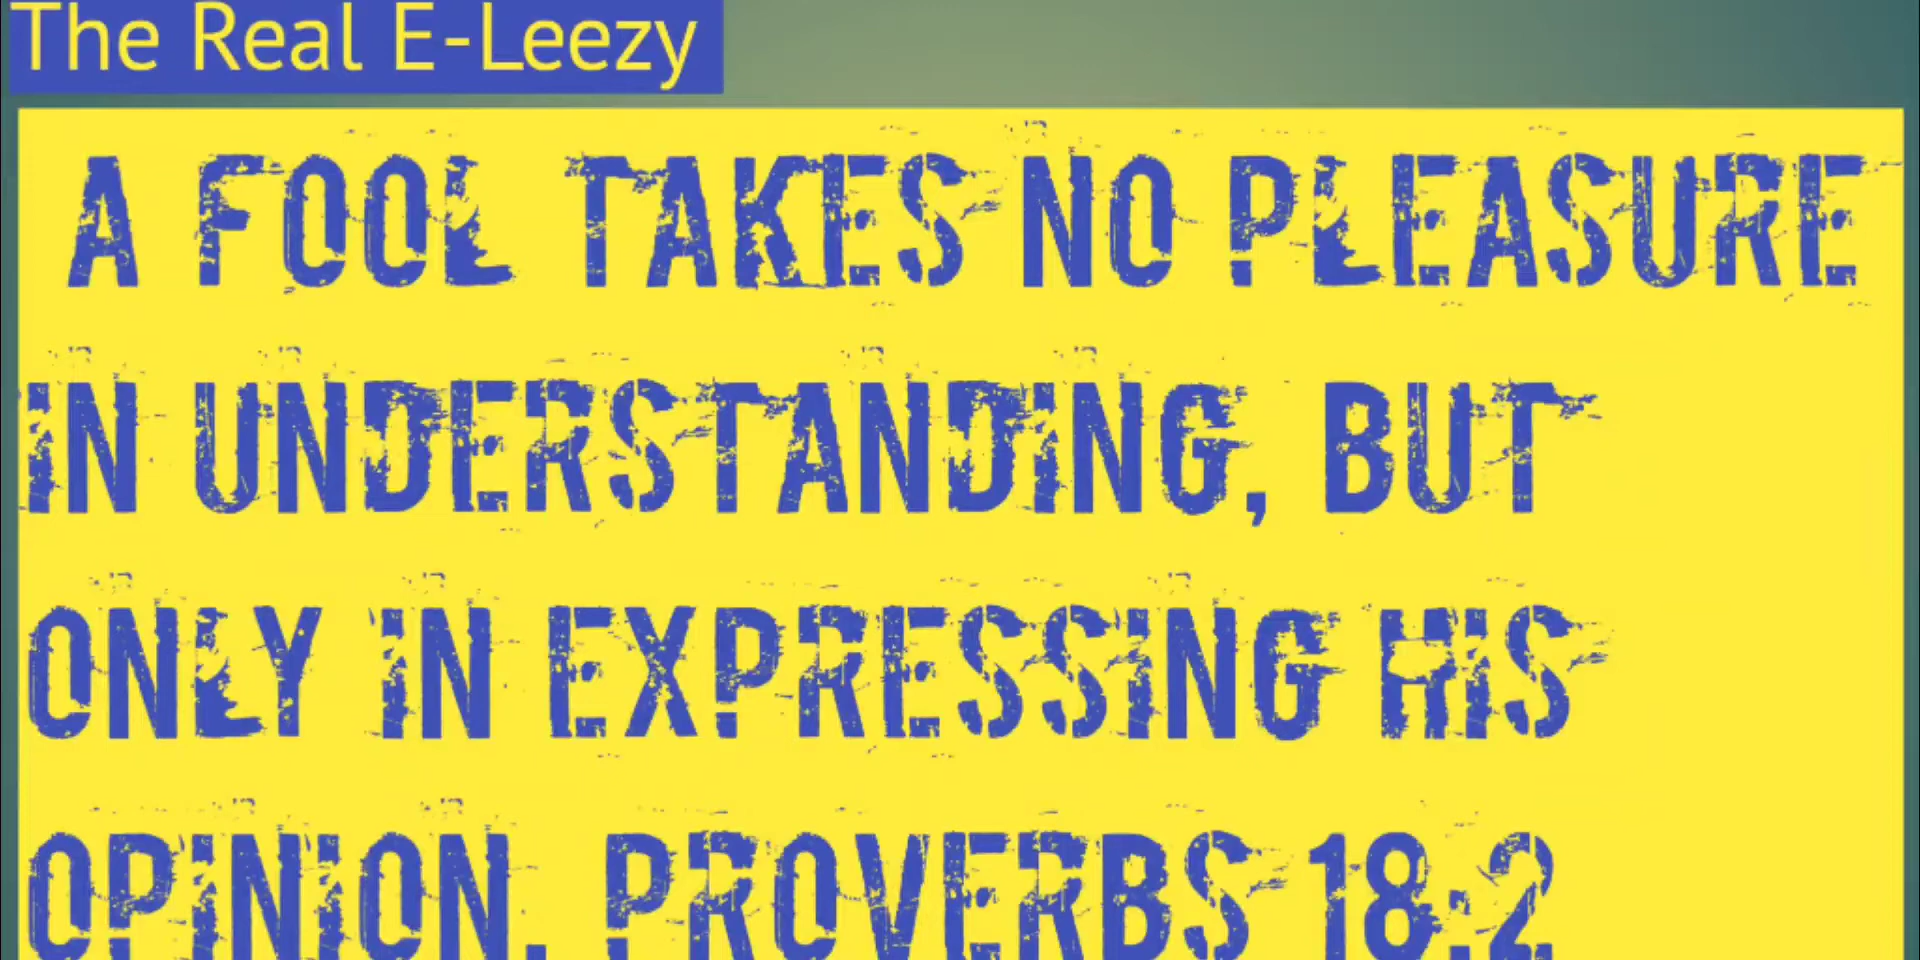 The Real E-Leezy
A FOOL TAKES NO PLEASURE
IN UNDERSTANDING, BUT
ONLY IN EXPRESSING HIS
OPINION. PROVERBS 18:2